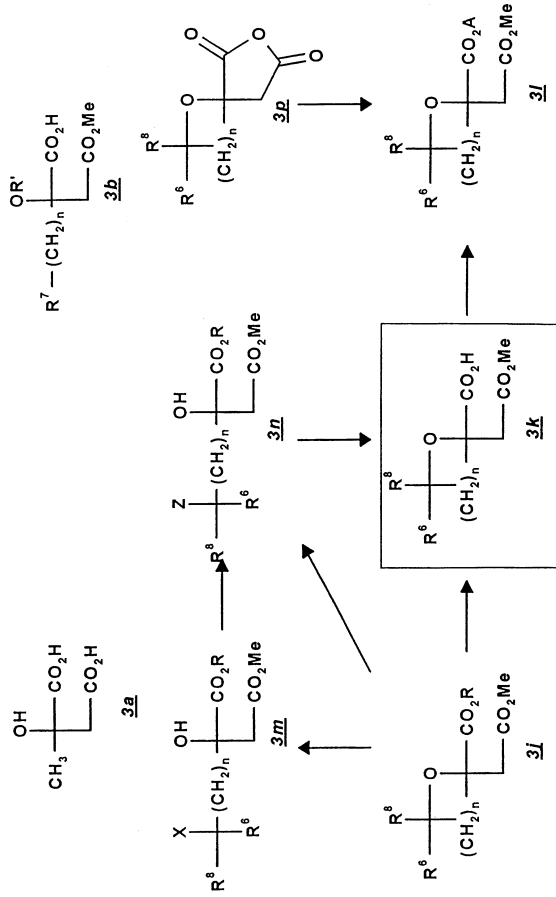 OH
CH₃ CO₂H
CO₂H
3a
OR'
R⁷ — (CH₂)ₙ CO₂H
CO₂Me
3b
X OH
R⁸ (CH₂)ₙ CO₂R
R⁶ CO₂Me
3m
Z OH
R⁸ (CH₂)ₙ CO₂R
R⁶ CO₂Me
3n
R⁸ O O
R⁶ O
(CH₂)ₙ O
3p
R⁸ O
R⁶ CO₂R
(CH₂)ₙ CO₂Me
3j
R⁸ O
R⁶ CO₂H
(CH₂)ₙ CO₂Me
3k
R⁸ O
R⁶ CO₂A
(CH₂)ₙ CO₂Me
3l